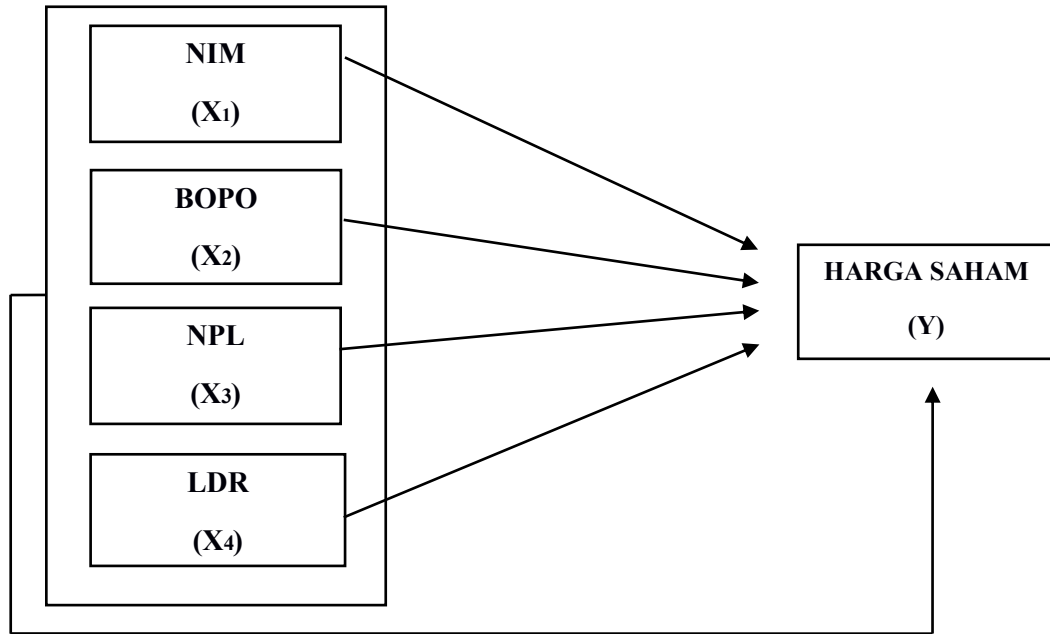 NIM
(X1)
BOPO
(X2)
NPL
(X3)
LDR
(X4)
HARGA SAHAM
(Y)